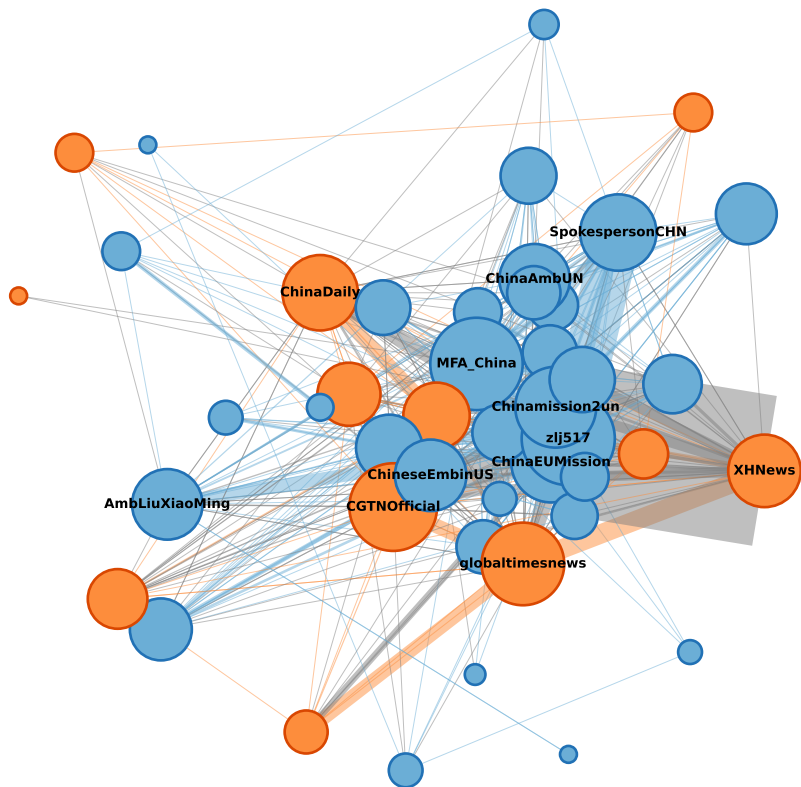 SpokespersonCHN
ChinaAmbUN
ChinaDaily
MFA_China
Chinamission2un
zlj517
ChinaEUMission
XHNews
ChineseEmbinUS
AmbLiuXiaoMing
CGTNOfficial
globaltimesnews